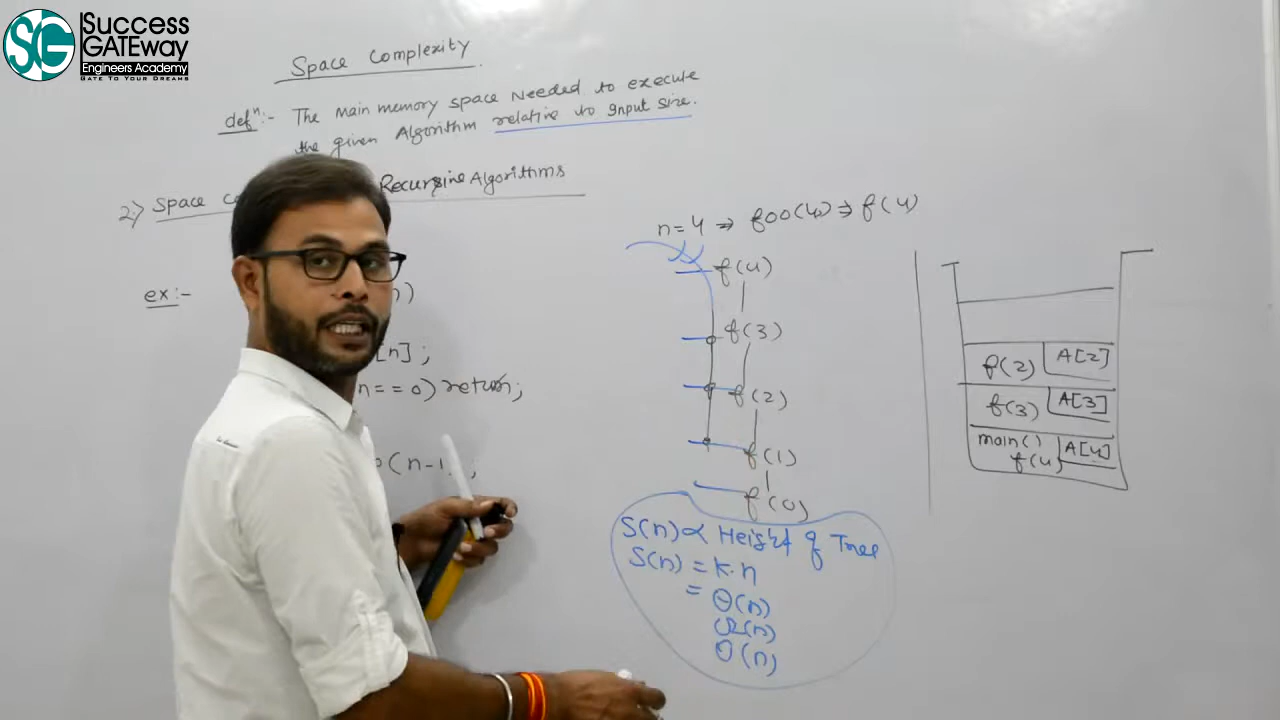 Success
GATEway
Engineers Academy
GATE To Your DREAMS
SG
Space Complexity
defⁿ:- The main memory space Needed to execute
the given Algorithm relative to Input size.
2:) Space Recursive Algorithms
ex:- n)
[n];
n==0) return;
(n-1);
n=4 ⇒ foo(4) ⇒ f(4)
f(4)
f(3)
f(2)
f(1)
f(0)
S(n) ∝ Height of Tree
S(n) = K·n
= Θ(n)
Ω(n)
O(n)
f(2) A[2]
f(3) A[3]
main() A[4]
f(4)